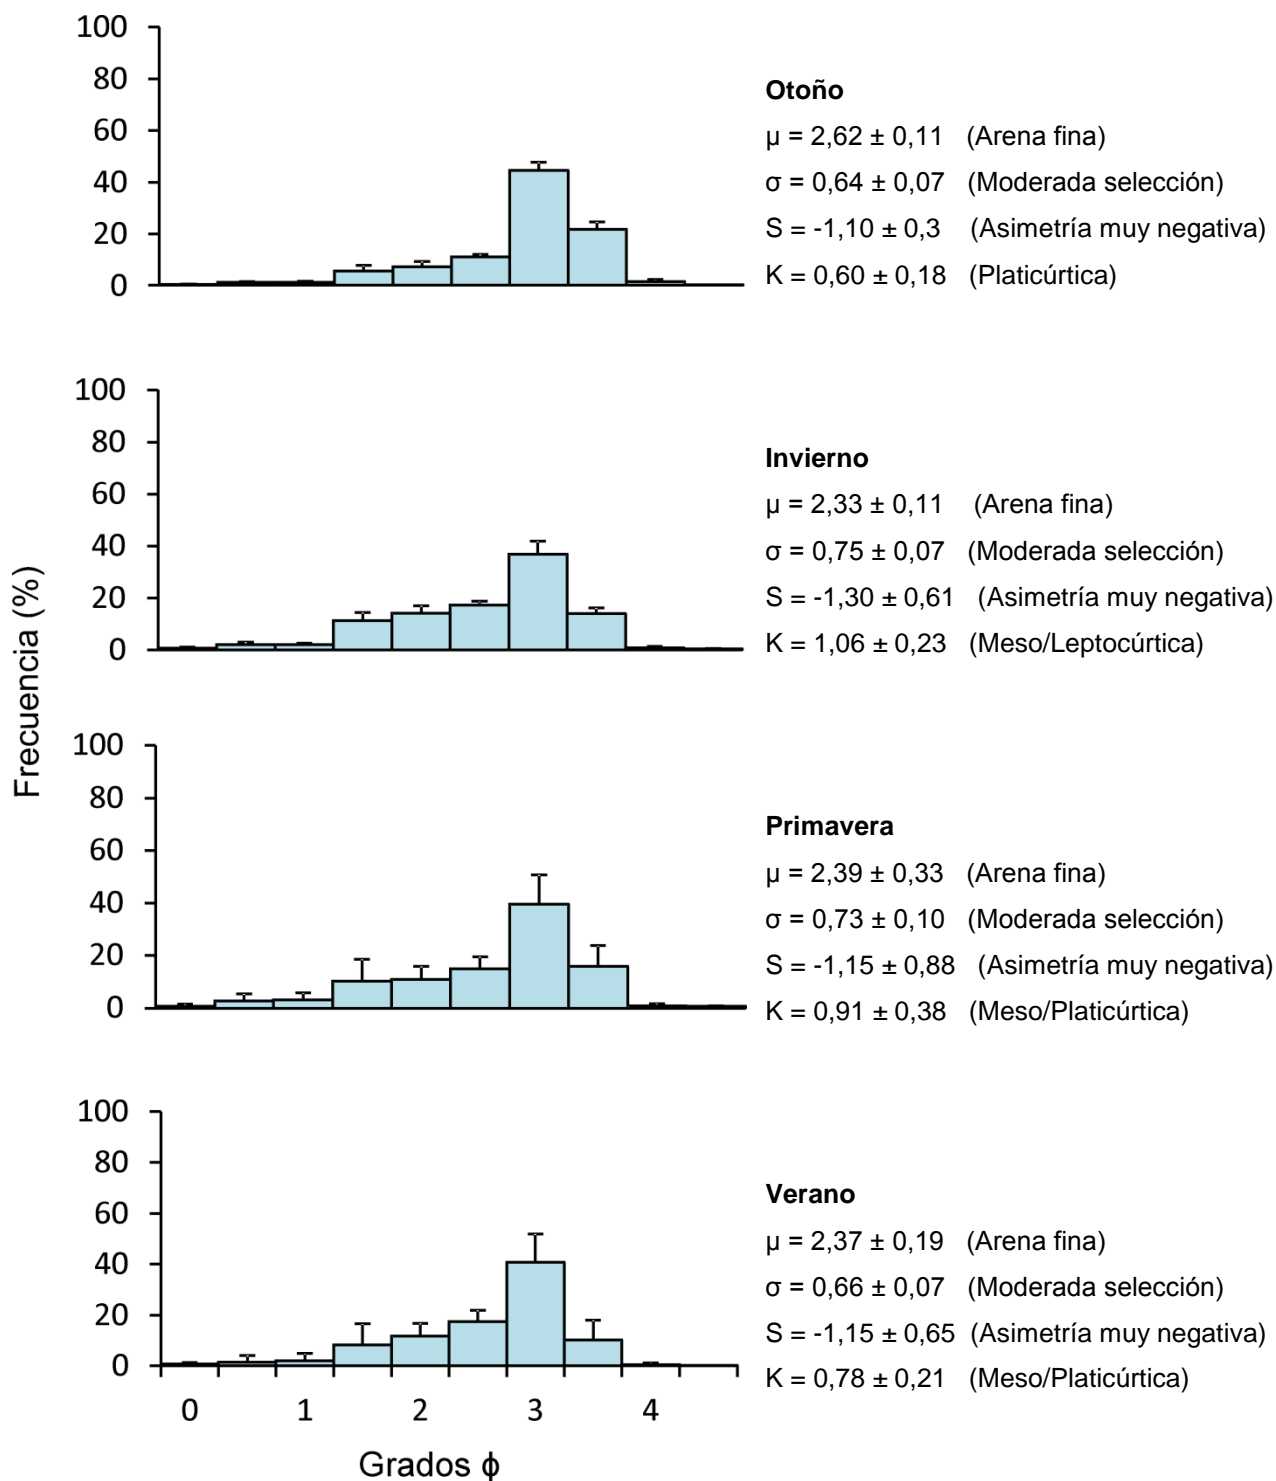 Frecuencia (%)
100
80
60
40
20
0
Otoño
μ = 2,62 ± 0,11 (Arena fina)
σ = 0,64 ± 0,07 (Moderada selección)
S = -1,10 ± 0,3 (Asimetría muy negativa)
K = 0,60 ± 0,18 (Platicúrtica)
100
80
60
40
20
0
Invierno
μ = 2,33 ± 0,11 (Arena fina)
σ = 0,75 ± 0,07 (Moderada selección)
S = -1,30 ± 0,61 (Asimetría muy negativa)
K = 1,06 ± 0,23 (Meso/Leptocúrtica)
100
80
60
40
20
0
Primavera
μ = 2,39 ± 0,33 (Arena fina)
σ = 0,73 ± 0,10 (Moderada selección)
S = -1,15 ± 0,88 (Asimetría muy negativa)
K = 0,91 ± 0,38 (Meso/Platicúrtica)
100
80
60
40
20
0
Verano
μ = 2,37 ± 0,19 (Arena fina)
σ = 0,66 ± 0,07 (Moderada selección)
S = -1,15 ± 0,65 (Asimetría muy negativa)
K = 0,78 ± 0,21 (Meso/Platicúrtica)
0 1 2 3 4
Grados ϕ